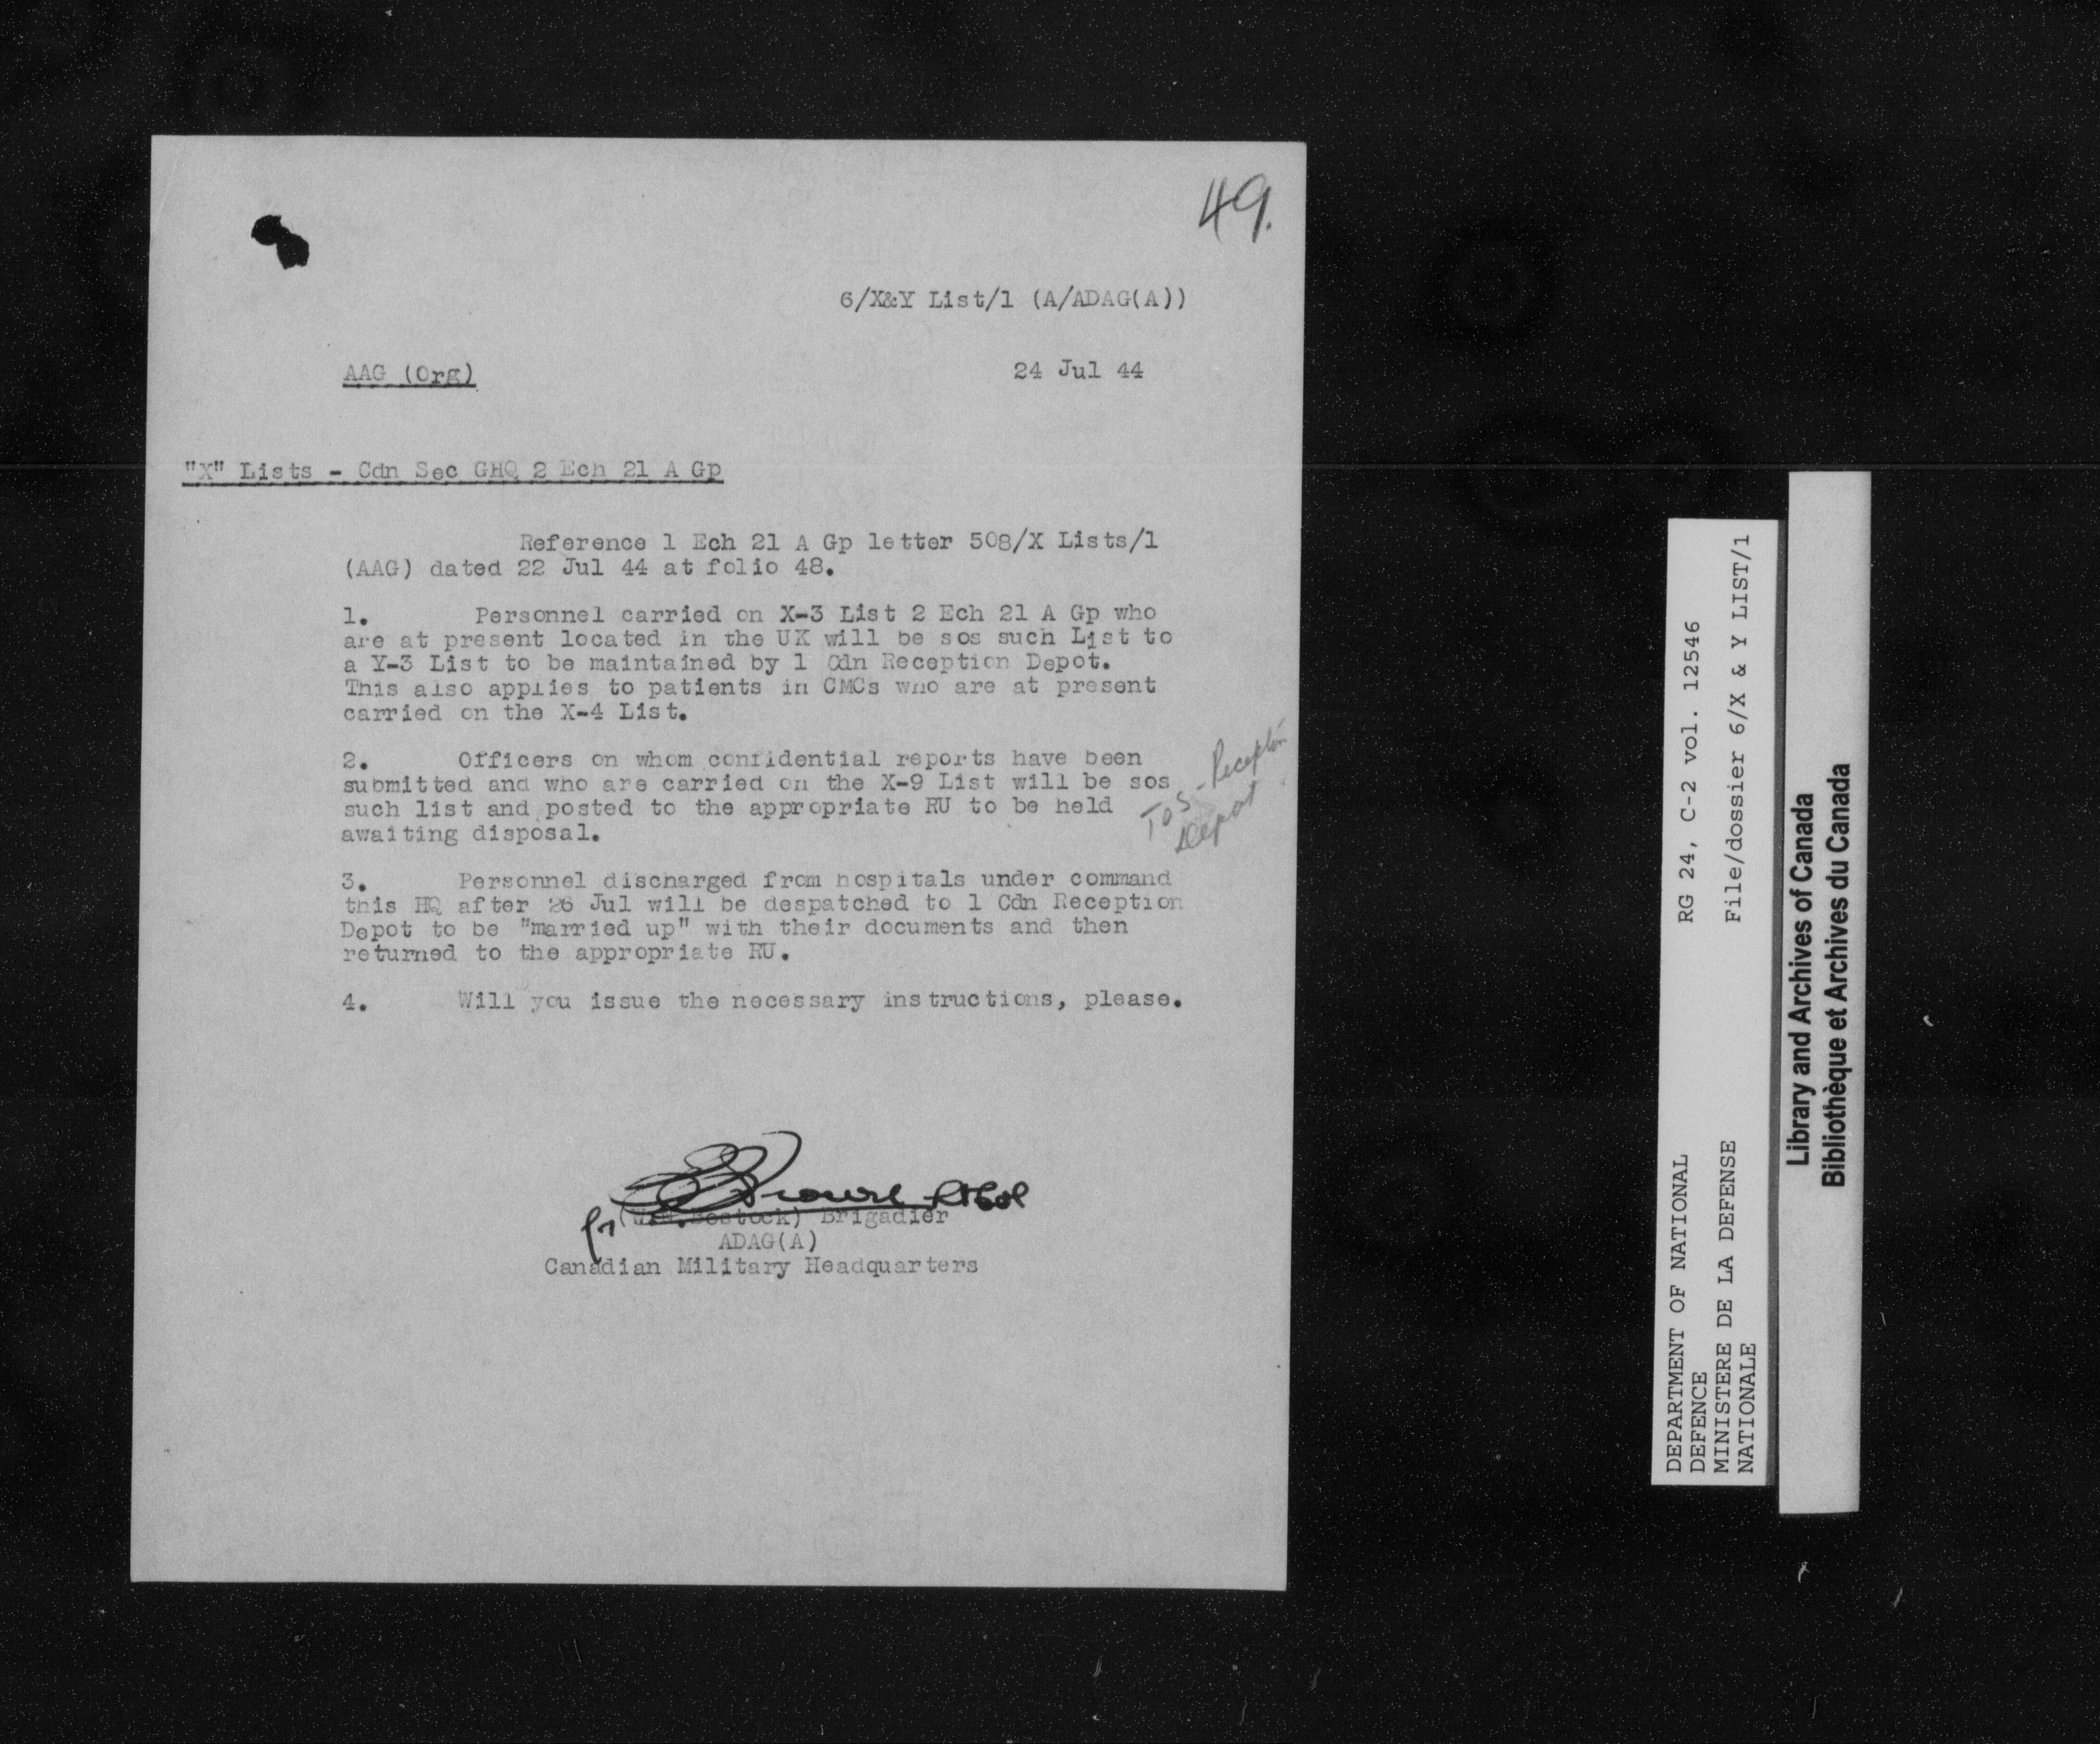 49.
6/X&Y List/1 (A/ADAG(A))
AAG (Org)
24 Jul 44
"X" Lists - Cdn Sec GHQ 2 Ech 21 A Gp
Reference 1 Ech 21 A Gp letter 508/X Lists/1
(AAG) dated 22 Jul 44 at folio 48.
1. Personnel carried on X-3 List 2 Ech 21 A Gp who
are at present located in the UK will be sos such List to
a Y-3 List to be maintained by 1 Cdn Reception Depot.
This also applies to patients in CMCs who are at present
carried on the X-4 List.
2. Officers on whom confidential reports have been
submitted and who are carried on the X-9 List will be sos
such list and posted to the appropriate RU to be held
awaiting disposal.
TOS - Reception
Depot
3. Personnel discharged from hospitals under command
this HQ after 26 Jul will be despatched to 1 Cdn Reception
Depot to be "married up" with their documents and then
returned to the appropriate RU.
4. Will you issue the necessary instructions, please.
Bostock) Brigadier
ADAG(A)
Canadian Military Headquarters
DEPARTMENT OF NATIONAL
DEFENCE
MINISTERE DE LA DEFENSE
NATIONALE
RG 24, C-2 vol. 12546
File/dossier 6/X & Y LIST/1
Library and Archives of Canada
Bibliothèque et Archives du Canada